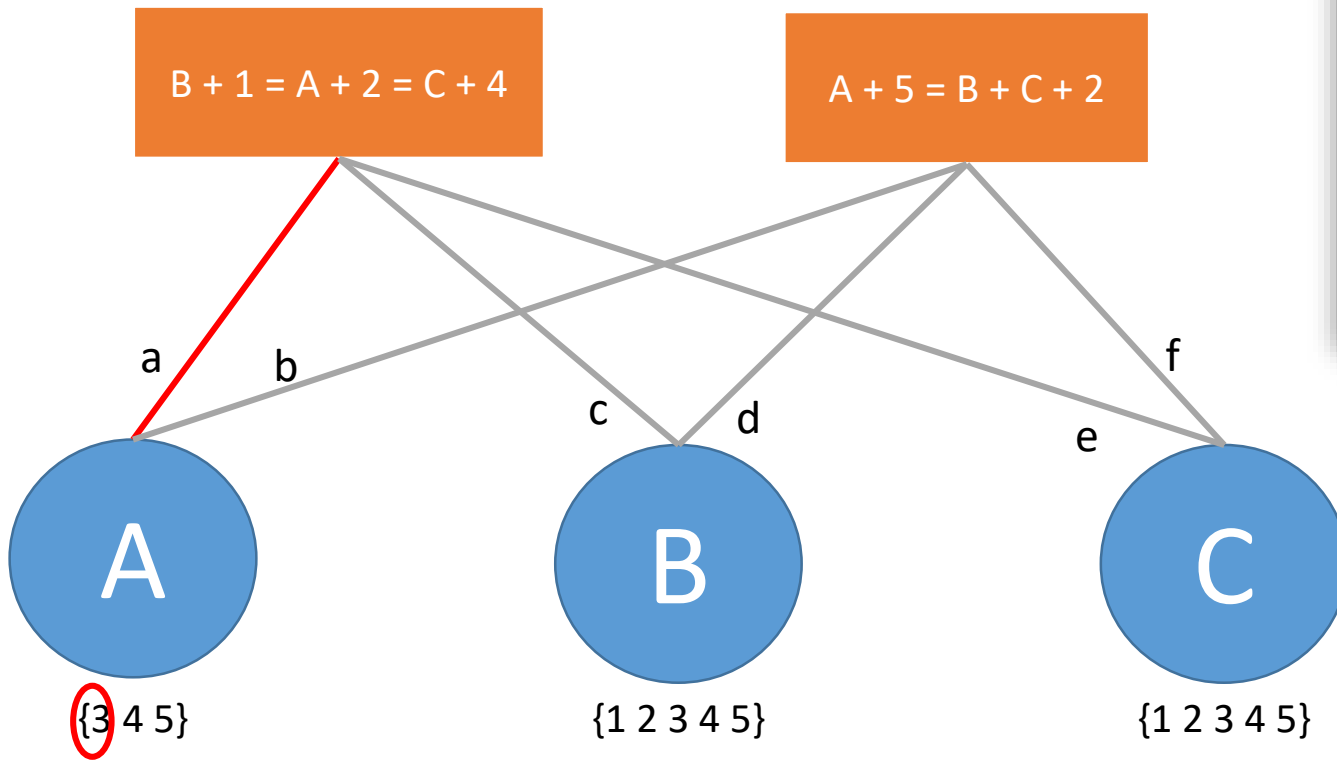 B + 1 = A + 2 = C + 4
A + 5 = B + C + 2
a
b
c
d
e
f
A
B
C
{3 4 5}
{1 2 3 4 5}
{1 2 3 4 5}